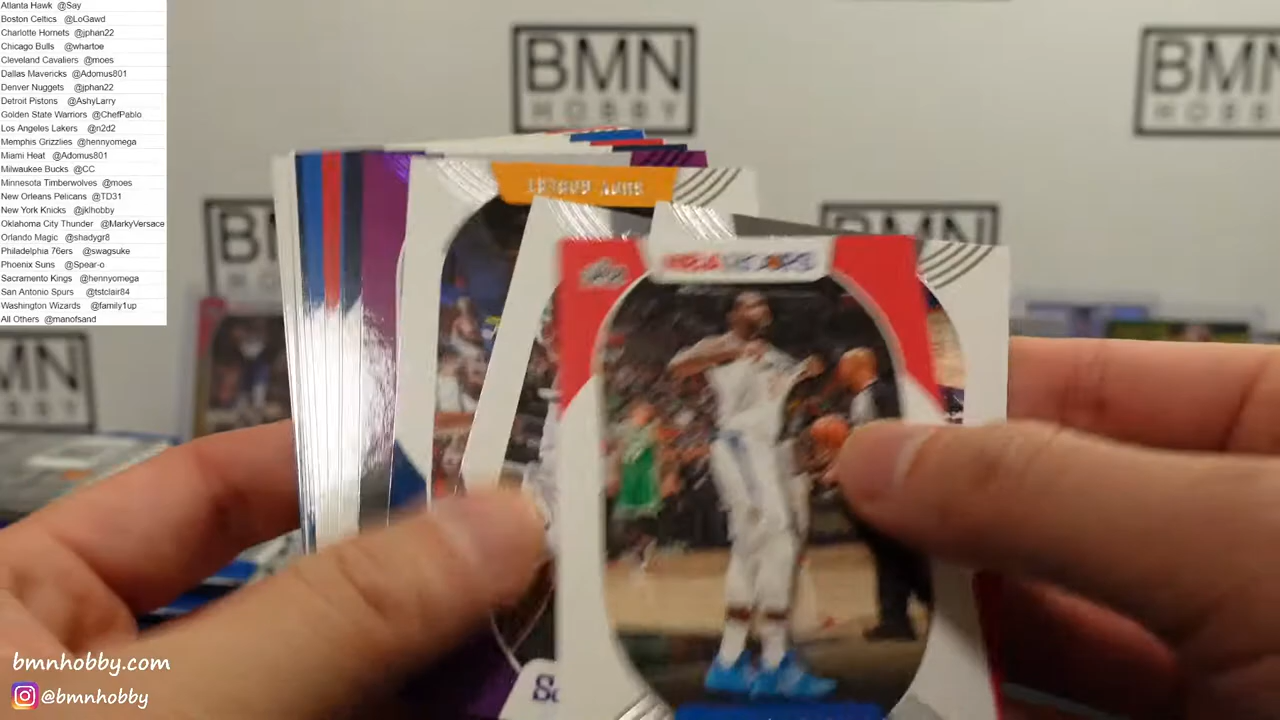 Atlanta Hawk @Say
Boston Celtics @LoGawd
Charlotte Hornets @jphan22
Chicago Bulls @whartoe
Cleveland Cavaliers @moes
Dallas Mavericks @Adomus801
Denver Nuggets @jphan22
Detroit Pistons @AshyLarry
Golden State Warriors @ChefPablo
Los Angeles Lakers @n2d2
Memphis Grizzlies @hennyomega
Miami Heat @Adomus801
Milwaukee Bucks @CC
Minnesota Timberwolves @moes
New Orleans Pelicans @TD31
New York Knicks @jklhobby
Oklahoma City Thunder @MarkyVersace
Orlando Magic @shadygr8
Philadelphia 76ers @swagsuke
Phoenix Suns @Spear-o
Sacramento Kings @hennyomega
San Antonio Spurs @tstclair84
Washington Wizards @family1up
All Others @manofsand
BMN
HOBBY
BMN
HOBBY
NBA HOOPS
bmnhobby.com
@bmnhobby